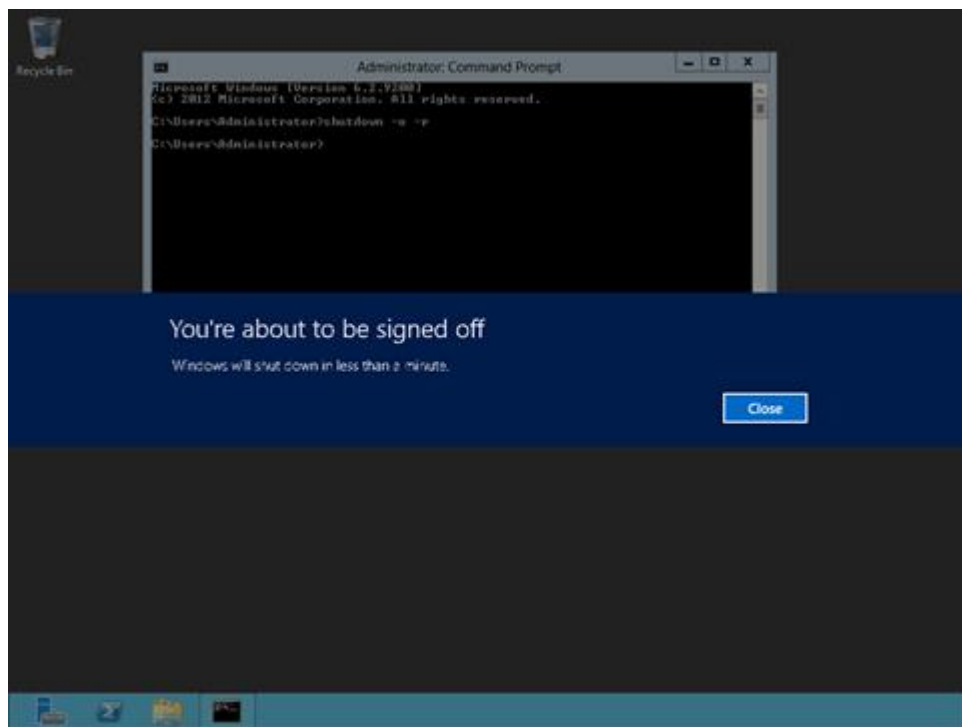 Recycle Bin
Administrator: Command Prompt
Microsoft Windows [Version 6.2.9200]
(c) 2012 Microsoft Corporation. All rights reserved.
C:\Users\Administrator>shutdown -o -r
C:\Users\Administrator>
You're about to be signed off
Windows will shut down in less than a minute.
Close